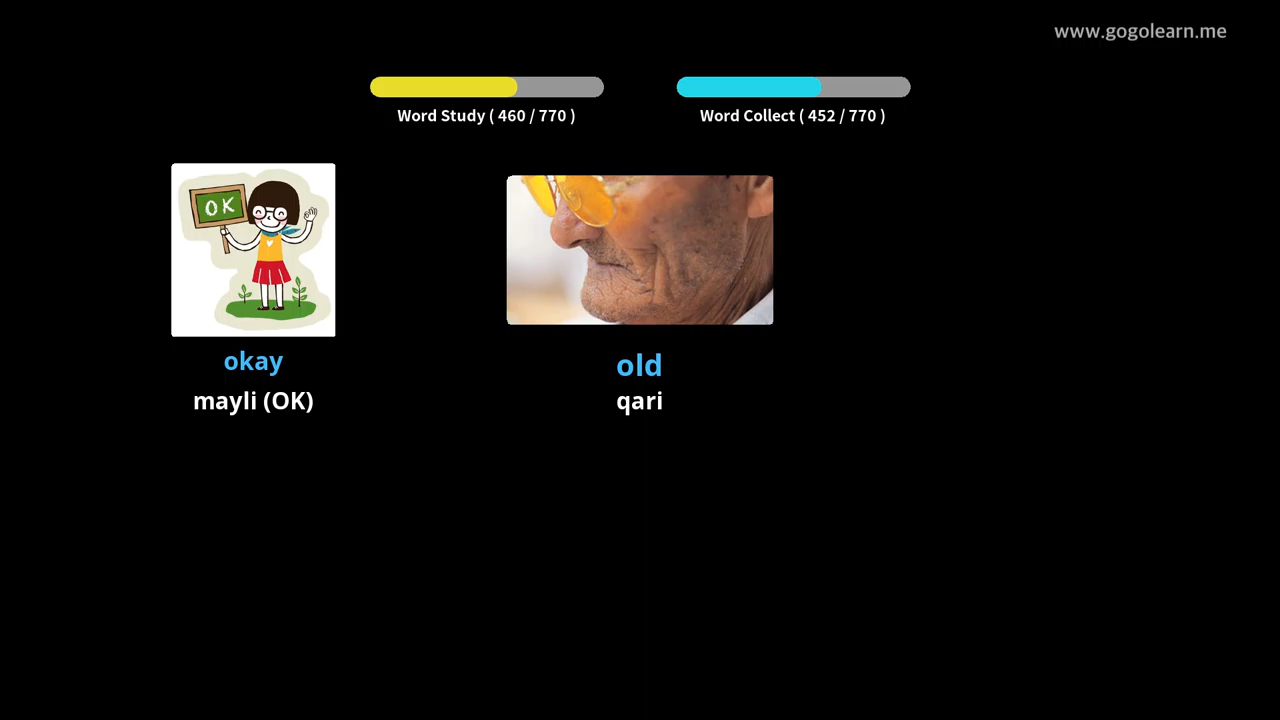 www.gogolearn.me
Word Study ( 460 / 770 )
Word Collect ( 452 / 770 )
OK
okay
mayli (OK)
old
qari